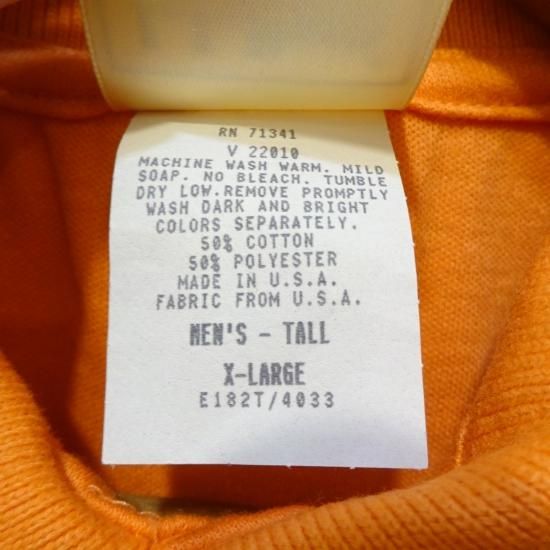 RN 71341
V 22010
MACHINE WASH WARM. MILD
SOAP. NO BLEACH. TUMBLE
DRY LOW. REMOVE PROMPTLY
WASH DARK AND BRIGHT
COLORS SEPARATELY.
50% COTTON
50% POLYESTER
MADE IN U.S.A.
FABRIC FROM U.S.A.
MEN'S - TALL
X-LARGE
E182T/4033